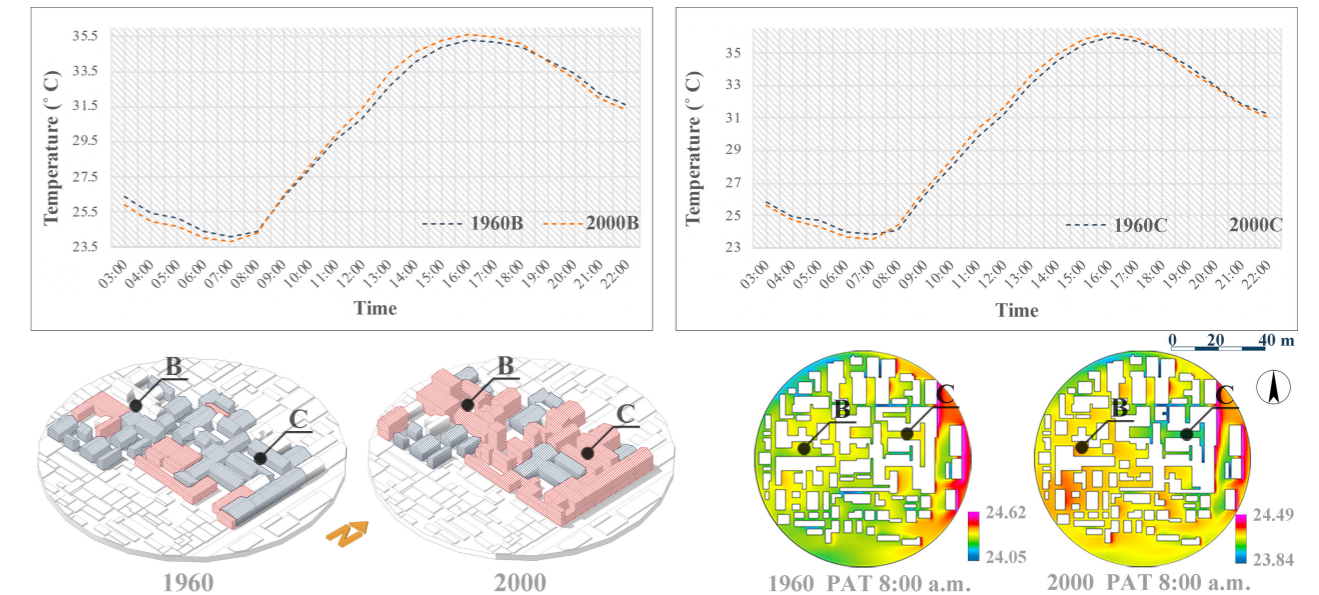 35.5
33.5
31.5
29.5
27.5
25.5
23.5
Temperature (° C)
1960B
2000B
03:00 04:00 05:00 06:00 07:00 08:00 09:00 10:00 11:00 12:00 13:00 14:00 15:00 16:00 17:00 18:00 19:00 20:00 21:00 22:00
Time
35
33
31
29
27
25
23
Temperature (° C)
1960C
2000C
03:00 04:00 05:00 06:00 07:00 08:00 09:00 10:00 11:00 12:00 13:00 14:00 15:00 16:00 17:00 18:00 19:00 20:00 21:00 22:00
Time
B
C
1960
N
B
C
2000
0 20 40 m
B
C
24.62
24.05
1960 PAT 8:00 a.m.
B
C
24.49
23.84
2000 PAT 8:00 a.m.